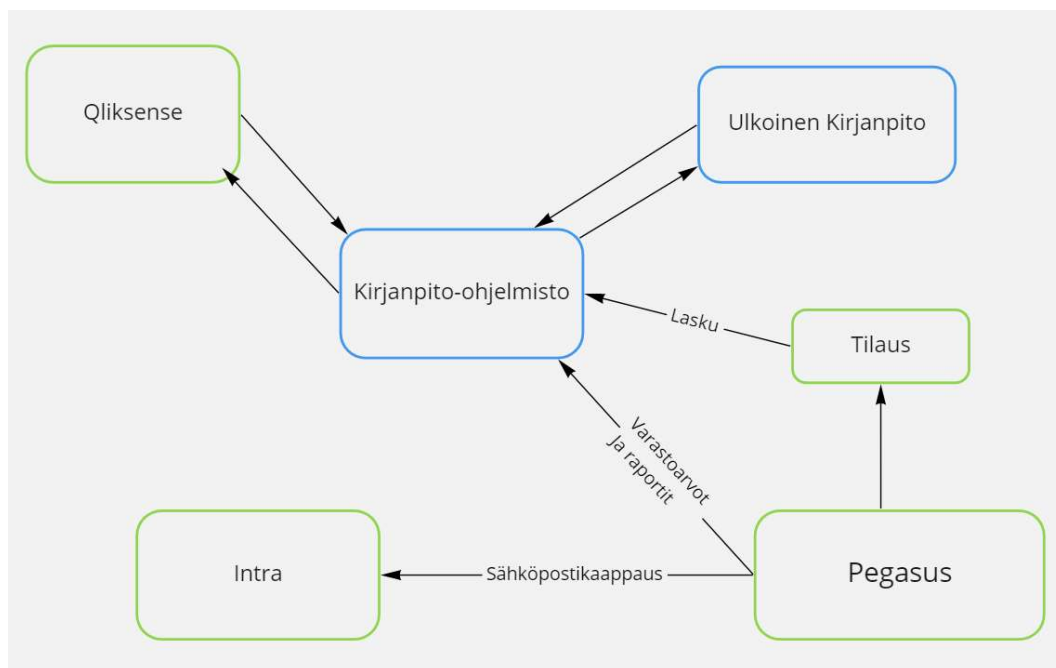 Qliksense
Ulkoinen Kirjanpito
Kirjanpito-ohjelmisto
Lasku
Tilaus
Varastoarvot
Ja raportit
Intra
Sähköpostikaappaus
Pegasus